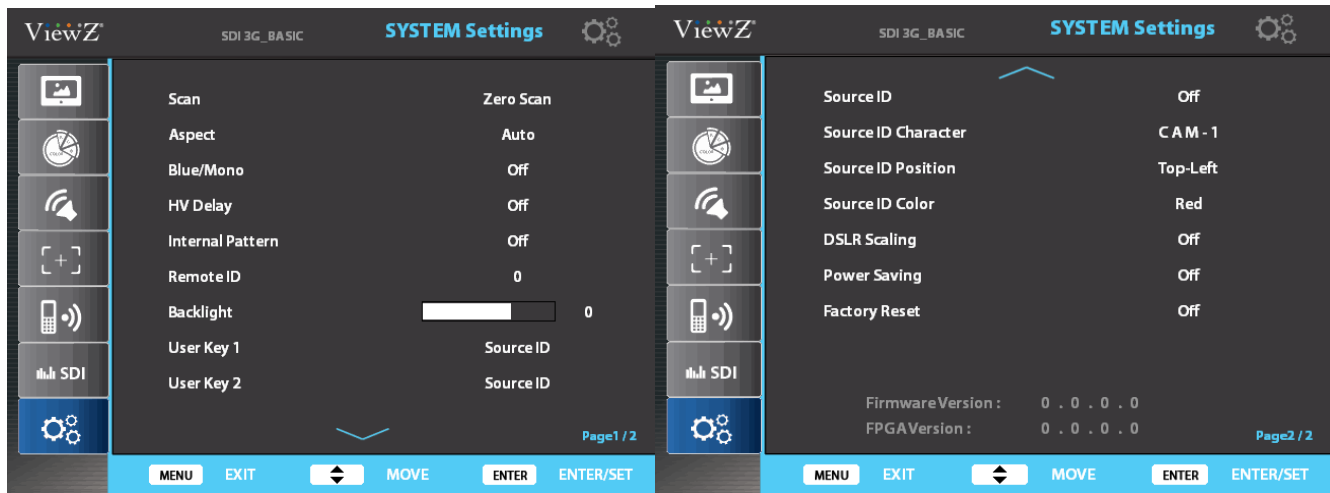 ViewZ SDI 3G_BASIC SYSTEM Settings
Scan Zero Scan
Aspect Auto
Blue/Mono Off
HV Delay Off
Internal Pattern Off
Remote ID 0
Backlight 0
User Key 1 Source ID
User Key 2 Source ID
COLOR
SDI
Page1 / 2
MENU EXIT MOVE ENTER ENTER/SET
ViewZ SDI 3G_BASIC SYSTEM Settings
Source ID Off
Source ID Character C A M - 1
Source ID Position Top-Left
Source ID Color Red
DSLR Scaling Off
Power Saving Off
Factory Reset Off
COLOR
SDI
Firmware Version : 0 . 0 . 0 . 0
FPGA Version : 0 . 0 . 0 . 0
Page2 / 2
MENU EXIT MOVE ENTER ENTER/SET